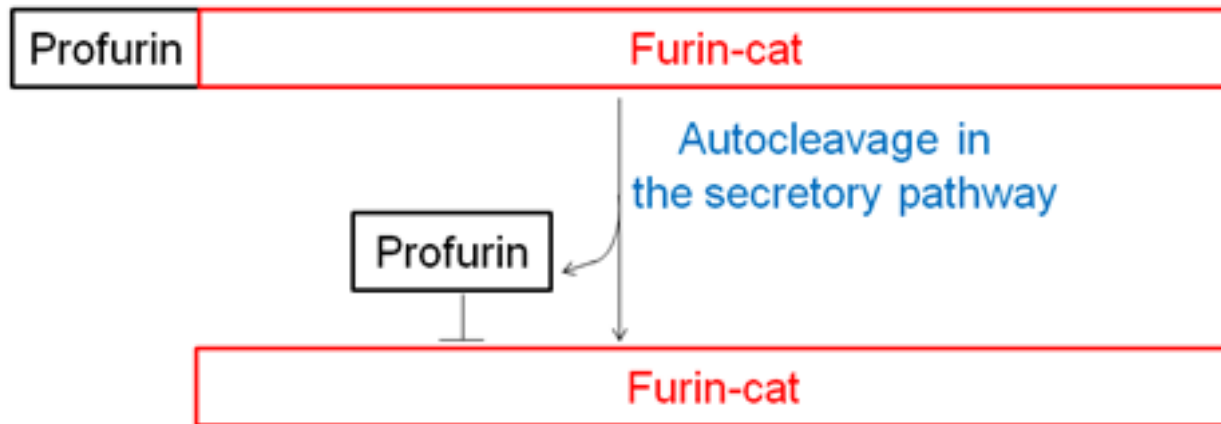 Profurin Furin-cat
Autocleavage in
the secretory pathway
Profurin
Furin-cat